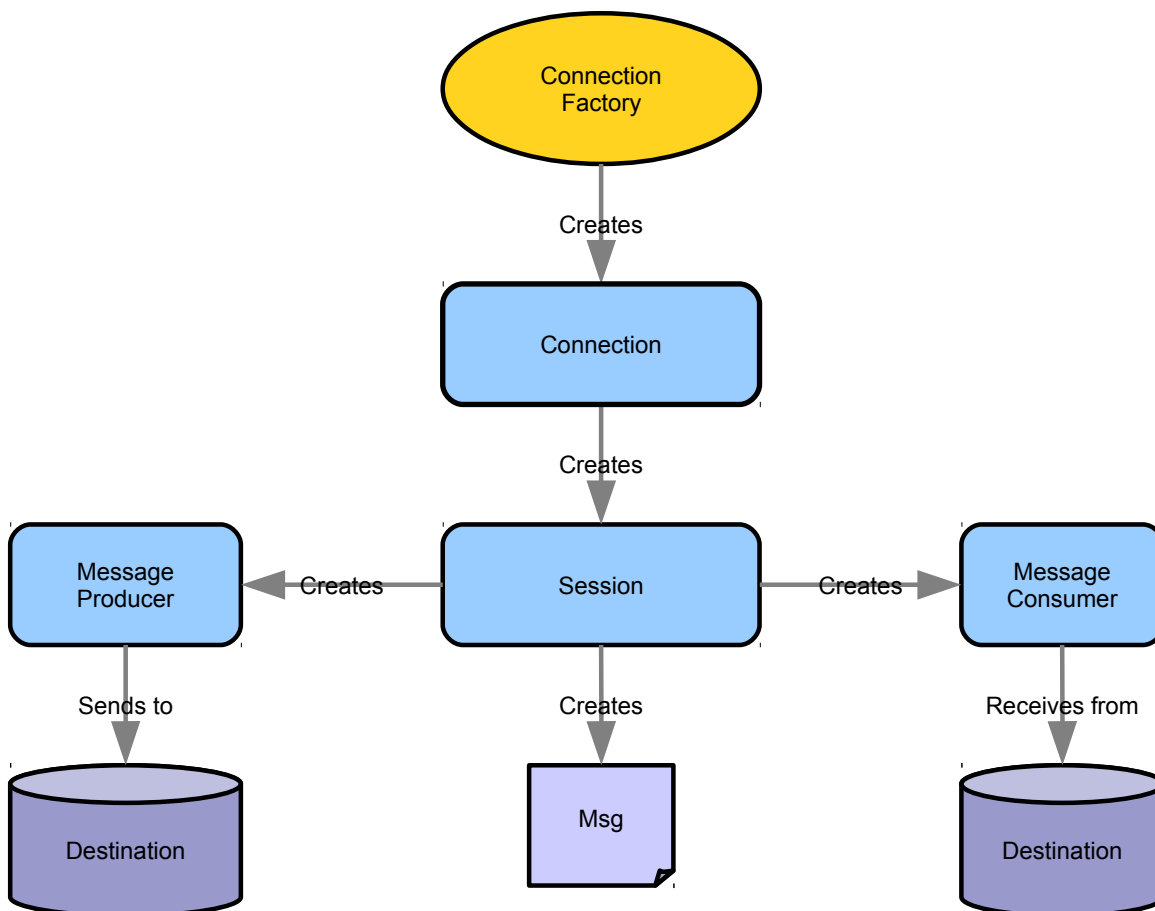 Connection
Factory
Creates
Connection
Creates
Message
Producer
Creates
Session
Creates
Message
Consumer
Sends to
Creates
Receives from
Destination
Msg
Destination